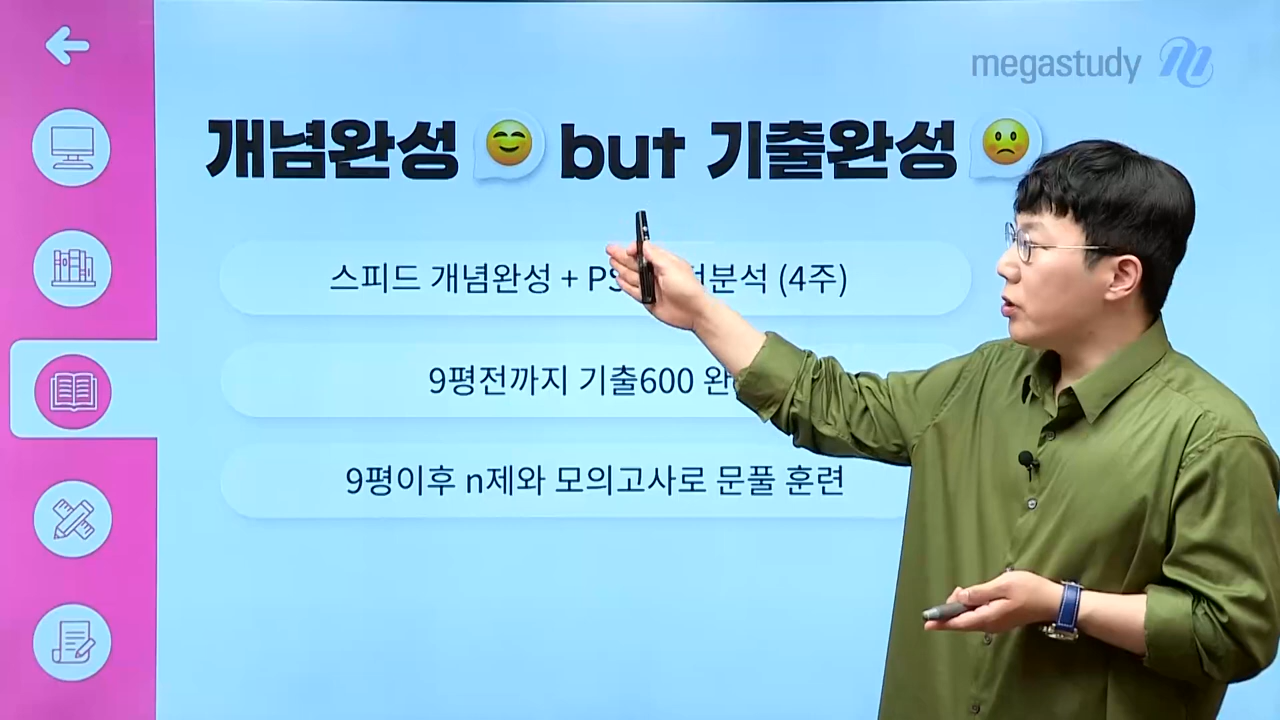 megastudy
개념완성 but 기출완성
스피드 개념완성 + PS 분석 (4주)
9평전까지 기출600
9평이후 n제와 모의고사로 문풀 훈련